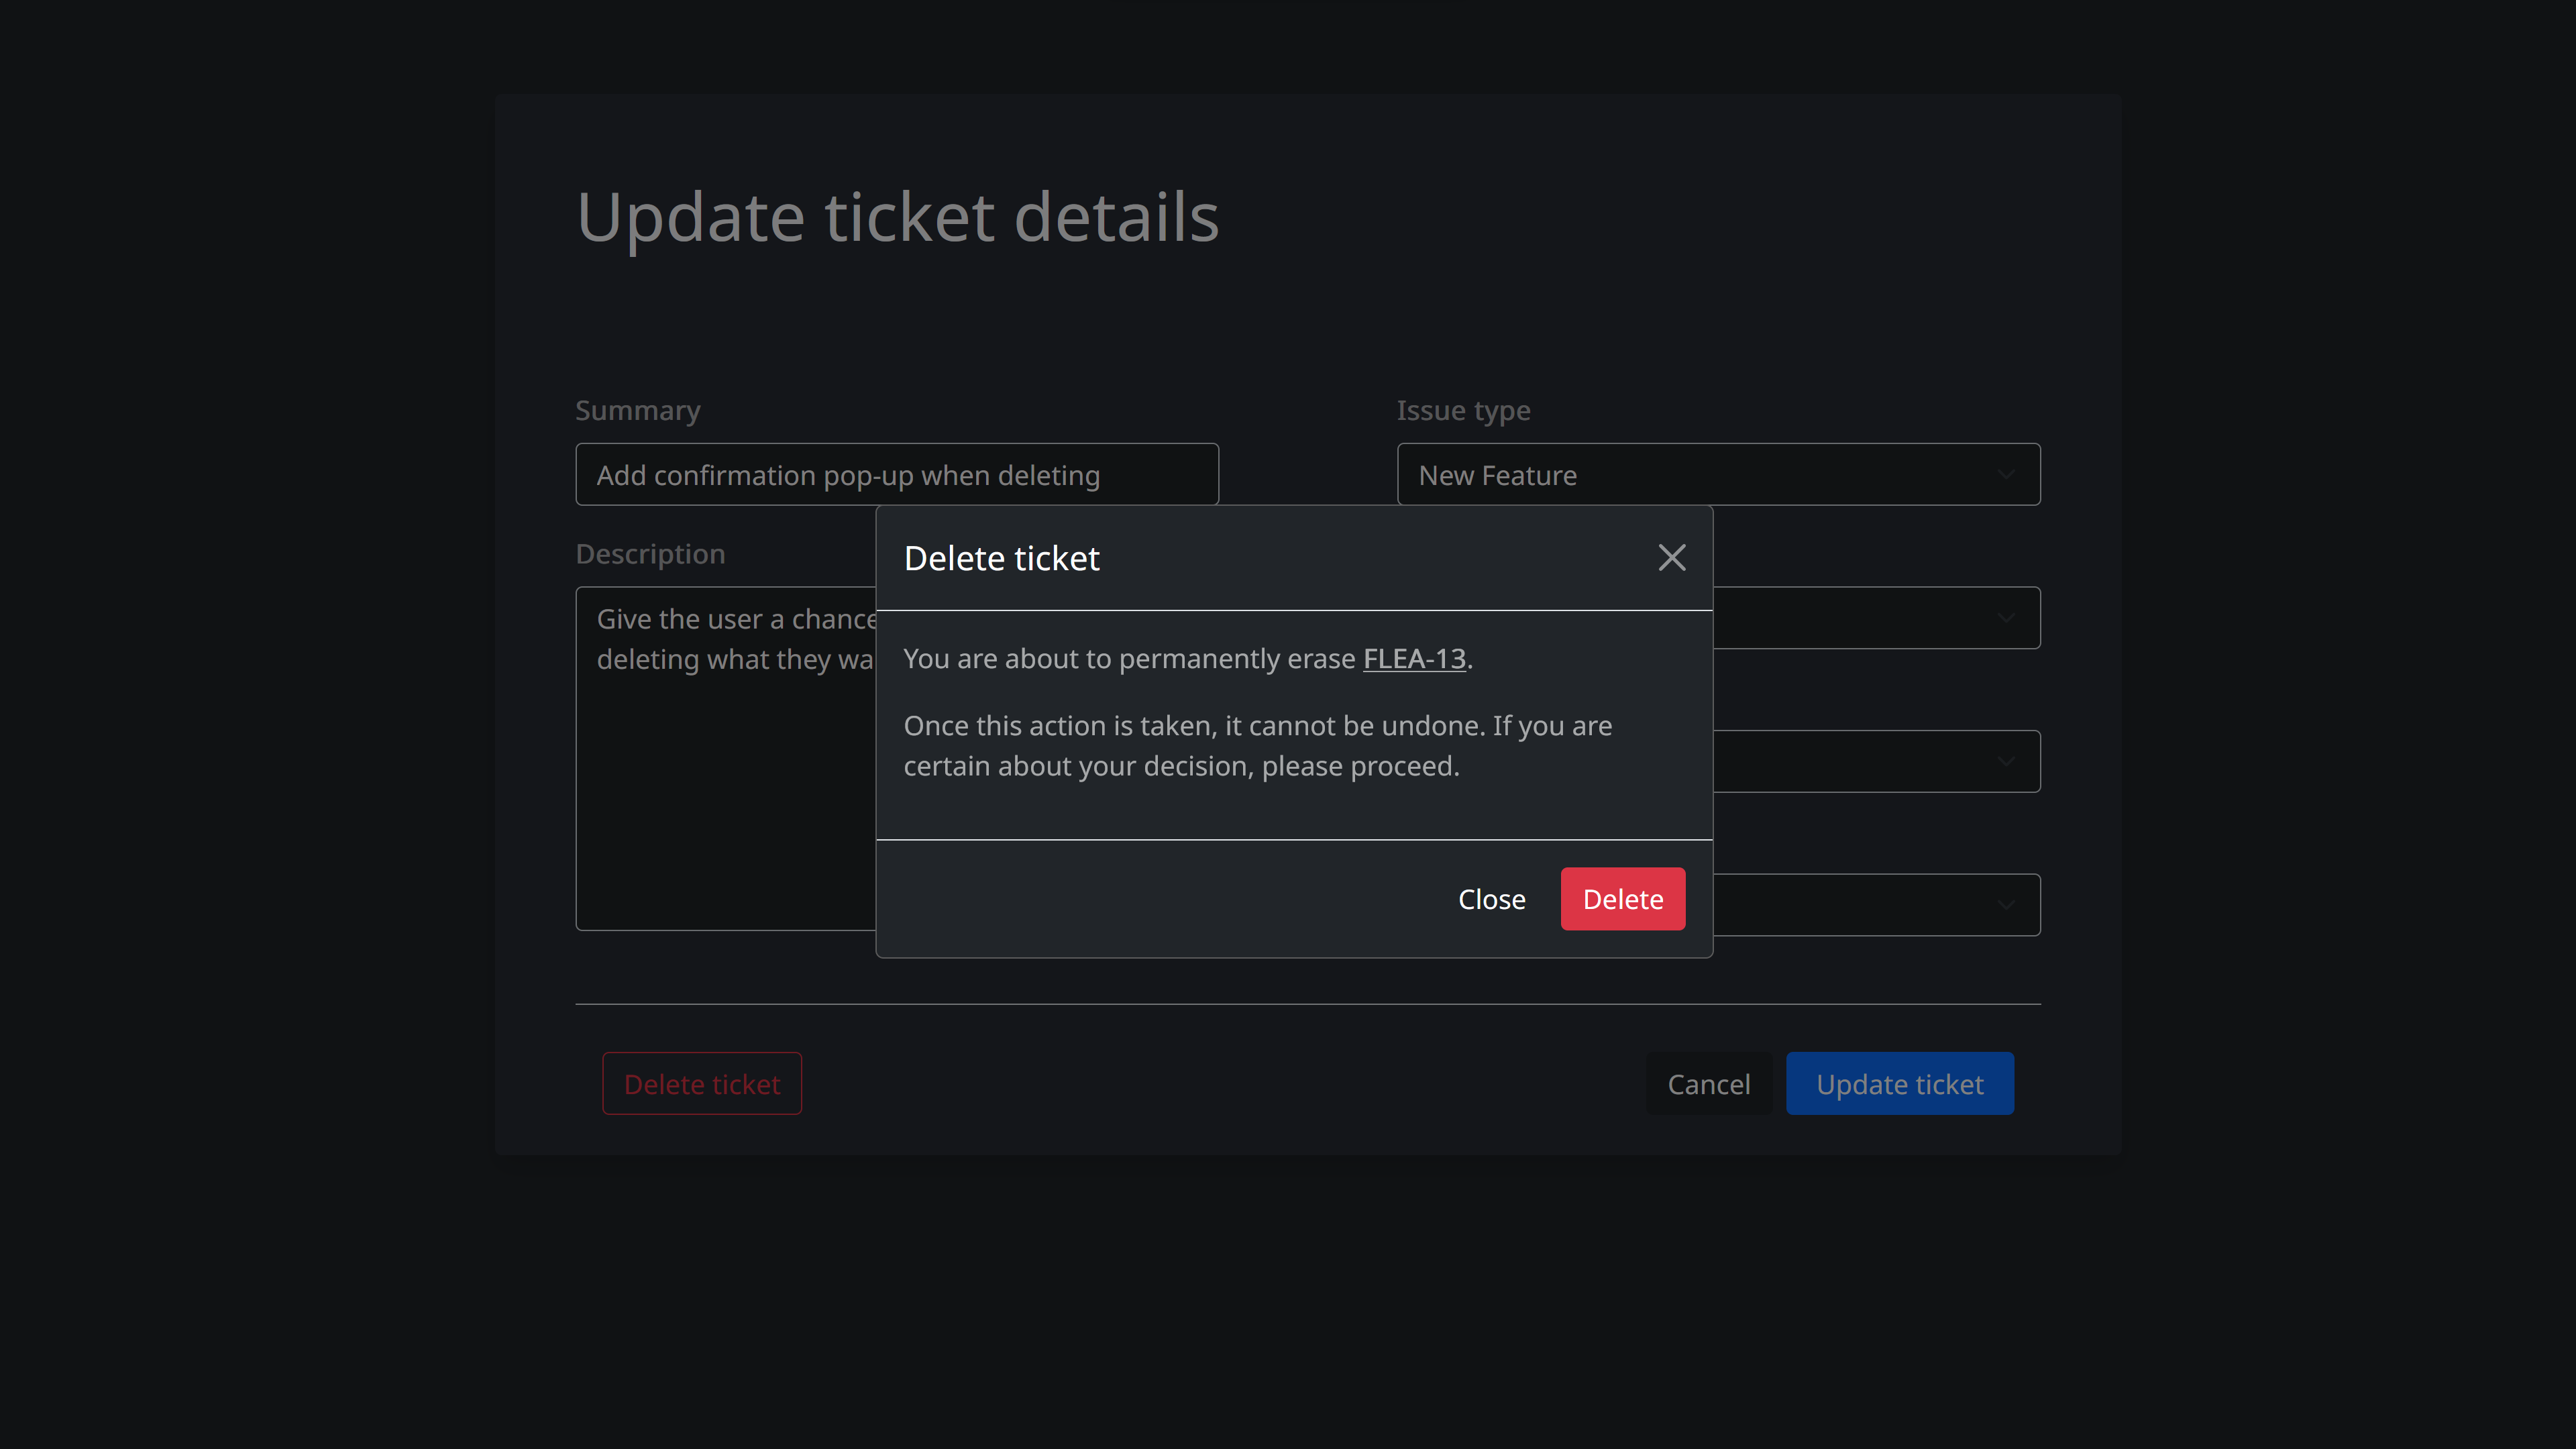 Update ticket details
Summary
Issue type
Add confirmation pop-up when deleting
New Feature
Description
Give the user a chance
deleting what they wa
Delete ticket
You are about to permanently erase FLEA-13.
Once this action is taken, it cannot be undone. If you are
certain about your decision, please proceed.
Close
Delete
Delete ticket
Cancel
Update ticket